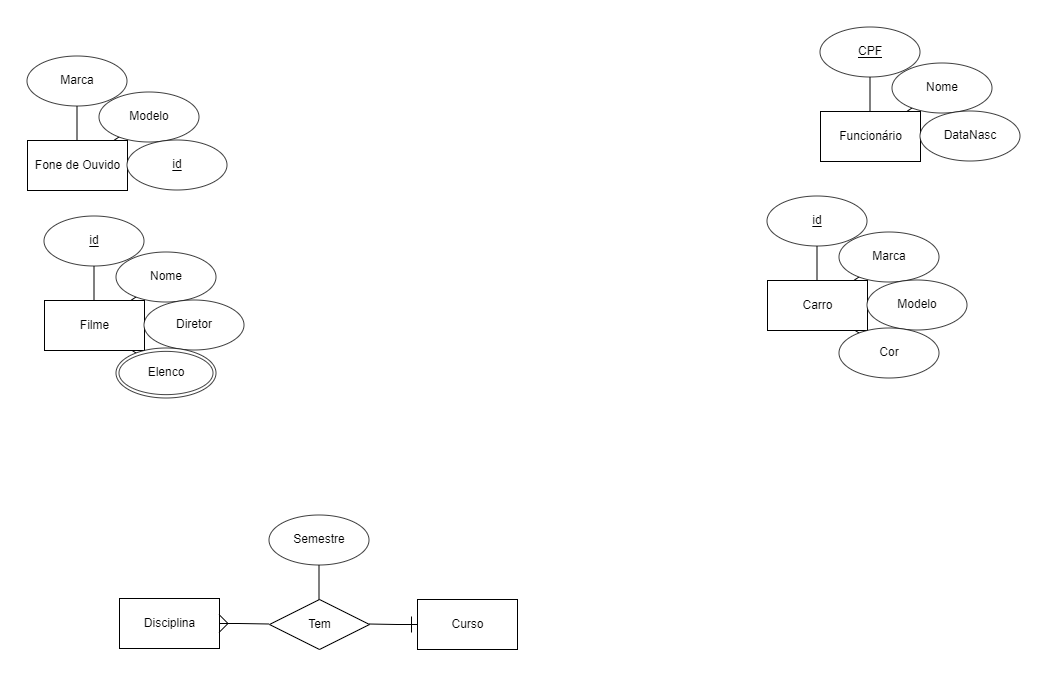 Marca
Modelo
Fone de Ouvido
id
id
Nome
Filme
Diretor
Elenco
CPF
Nome
Funcionário
DataNasc
id
Marca
Carro
Modelo
Cor
Semestre
Disciplina
Tem
Curso